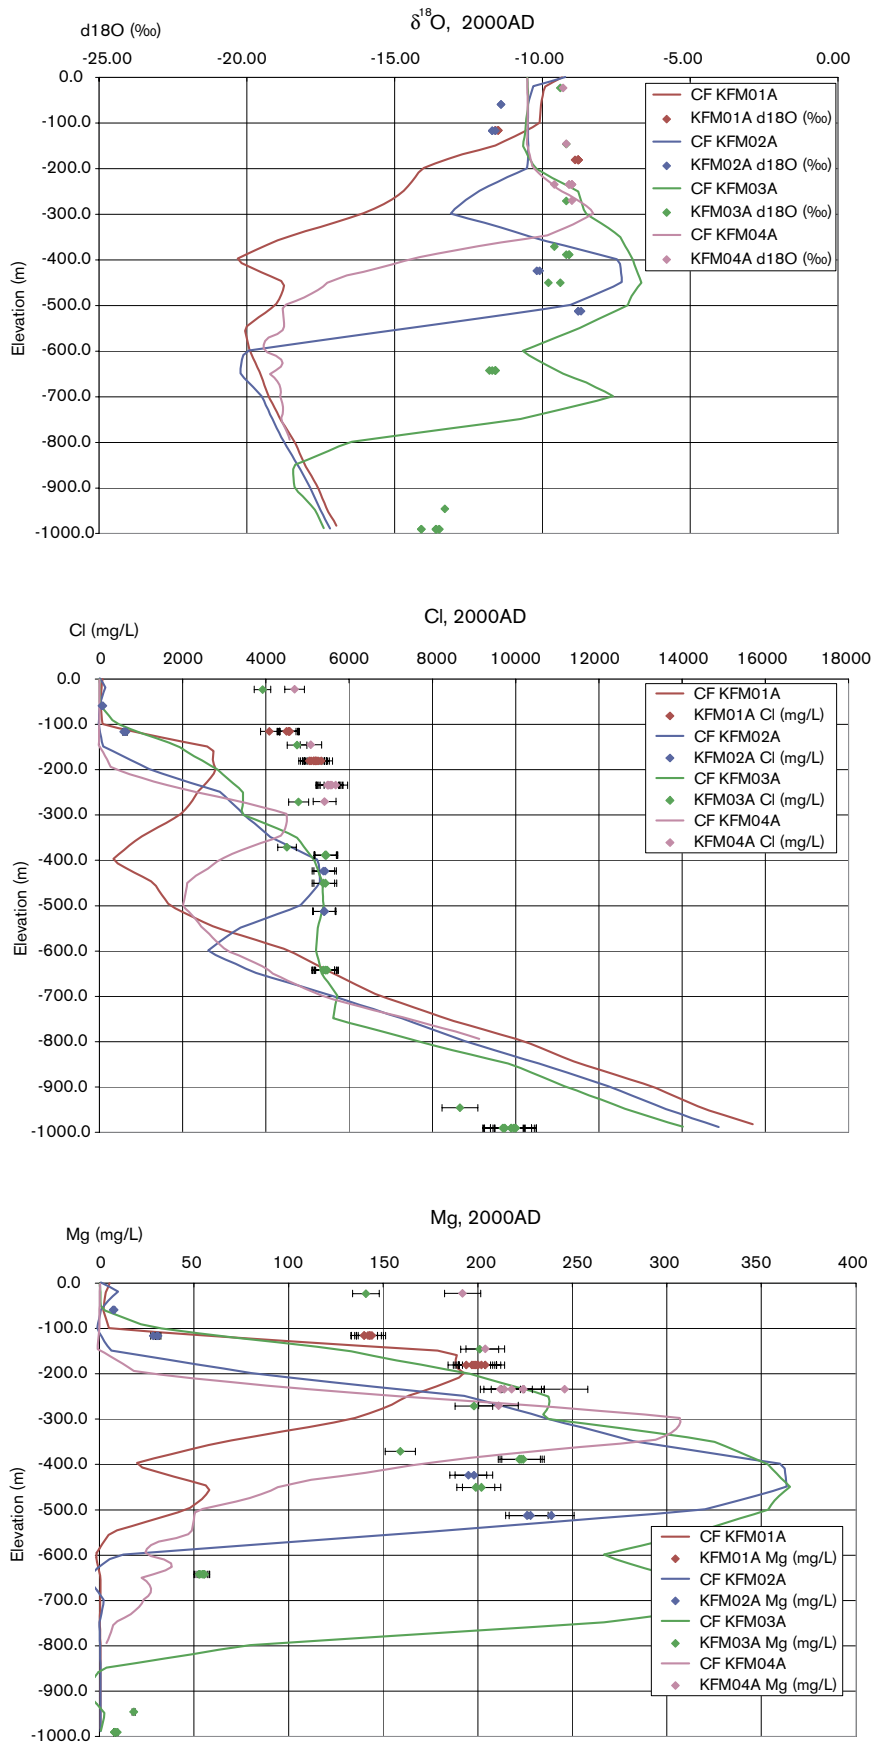 δ18O, 2000AD
d18O (‰)
-25.00 -20.00 -15.00 -10.00 -5.00 0.00
0.0
-100.0
-200.0
-300.0
-400.0
-500.0
-600.0
-700.0
-800.0
-900.0
-1000.0
Elevation (m)
CF KFM01A
KFM01A d18O (‰)
CF KFM02A
KFM02A d18O (‰)
CF KFM03A
KFM03A d18O (‰)
CF KFM04A
KFM04A d18O (‰)
Cl, 2000AD
Cl (mg/L)
0 2000 4000 6000 8000 10000 12000 14000 16000 18000
0.0
-100.0
-200.0
-300.0
-400.0
-500.0
-600.0
-700.0
-800.0
-900.0
-1000.0
Elevation (m)
CF KFM01A
KFM01A Cl (mg/L)
CF KFM02A
KFM02A Cl (mg/L)
CF KFM03A
KFM03A Cl (mg/L)
CF KFM04A
KFM04A Cl (mg/L)
Mg, 2000AD
Mg (mg/L)
0 50 100 150 200 250 300 350 400
0.0
-100.0
-200.0
-300.0
-400.0
-500.0
-600.0
-700.0
-800.0
-900.0
-1000.0
Elevation (m)
CF KFM01A
KFM01A Mg (mg/L)
CF KFM02A
KFM02A Mg (mg/L)
CF KFM03A
KFM03A Mg (mg/L)
CF KFM04A
KFM04A Mg (mg/L)